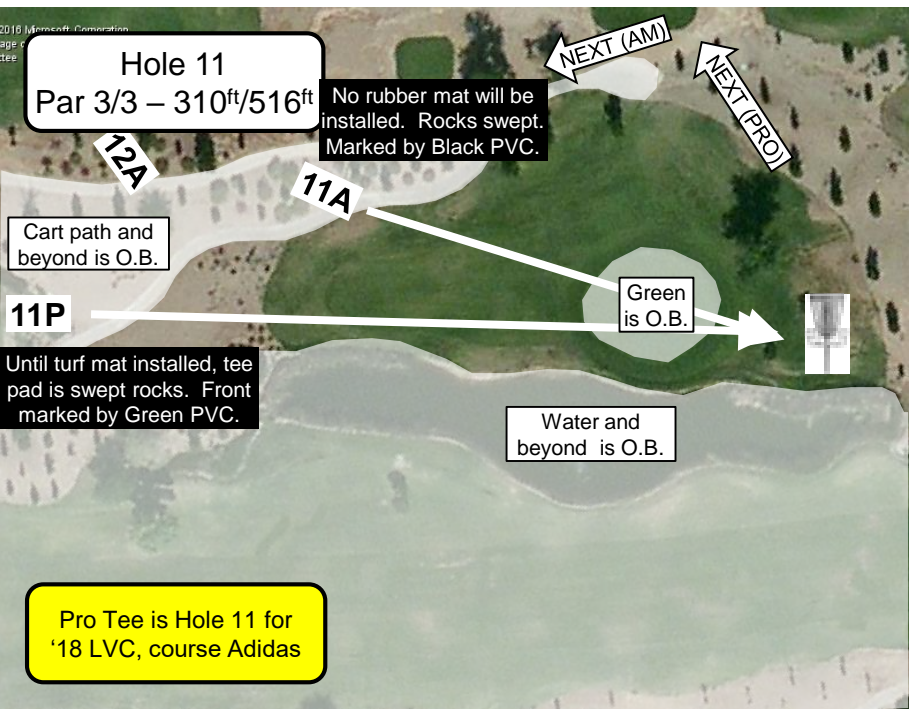 2016 Microsoft Corporation
Hole 11
Par 3/3 – 310ft/516ft
NEXT (AM)
NEXT (PRO)
No rubber mat will be
installed. Rocks swept.
Marked by Black PVC.
12A
11A
Cart path and
beyond is O.B.
Green
is O.B.
11P
Until turf mat installed, tee
pad is swept rocks. Front
marked by Green PVC.
Water and
beyond is O.B.
Pro Tee is Hole 11 for
‘18 LVC, course Adidas